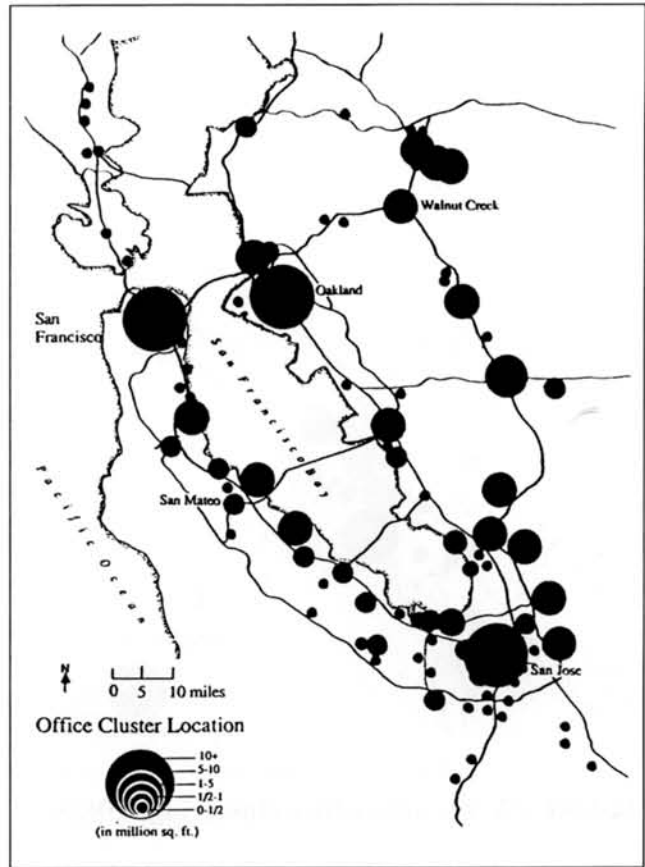 Walnut Creek
Oakland
San
Francisco
San Francisco Bay
San Mateo
Pacific Ocean
San Jose
N
0 5 10 miles
Office Cluster Location
10+
5-10
1-5
1/2-1
0-1/2
(in million sq. ft.)